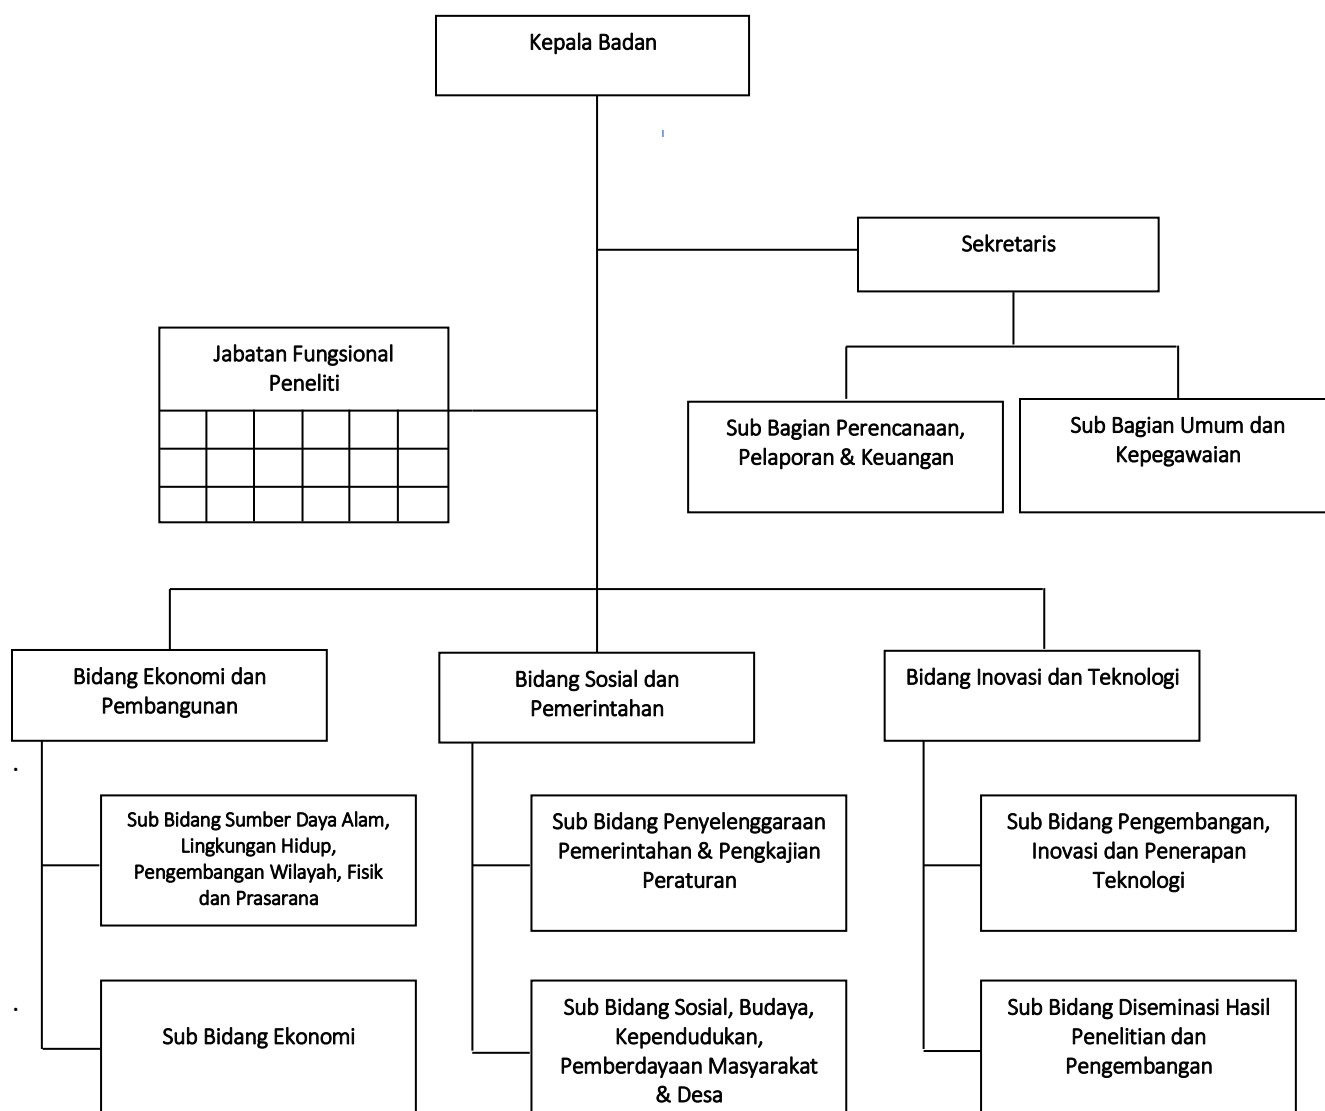 Kepala Badan
Sekretaris
Jabatan Fungsional
Peneliti
Sub Bagian Perencanaan,
Pelaporan & Keuangan
Sub Bagian Umum dan
Kepegawaian
Bidang Ekonomi dan
Pembangunan
Bidang Sosial dan
Pemerintahan
Bidang Inovasi dan Teknologi
Sub Bidang Sumber Daya Alam,
Lingkungan Hidup,
Pengembangan Wilayah, Fisik
dan Prasarana
Sub Bidang Penyelenggaraan
Pemerintahan & Pengkajian
Peraturan
Sub Bidang Pengembangan,
Inovasi dan Penerapan
Teknologi
Sub Bidang Ekonomi
Sub Bidang Sosial, Budaya,
Kependudukan,
Pemberdayaan Masyarakat
& Desa
Sub Bidang Diseminasi Hasil
Penelitian dan
Pengembangan